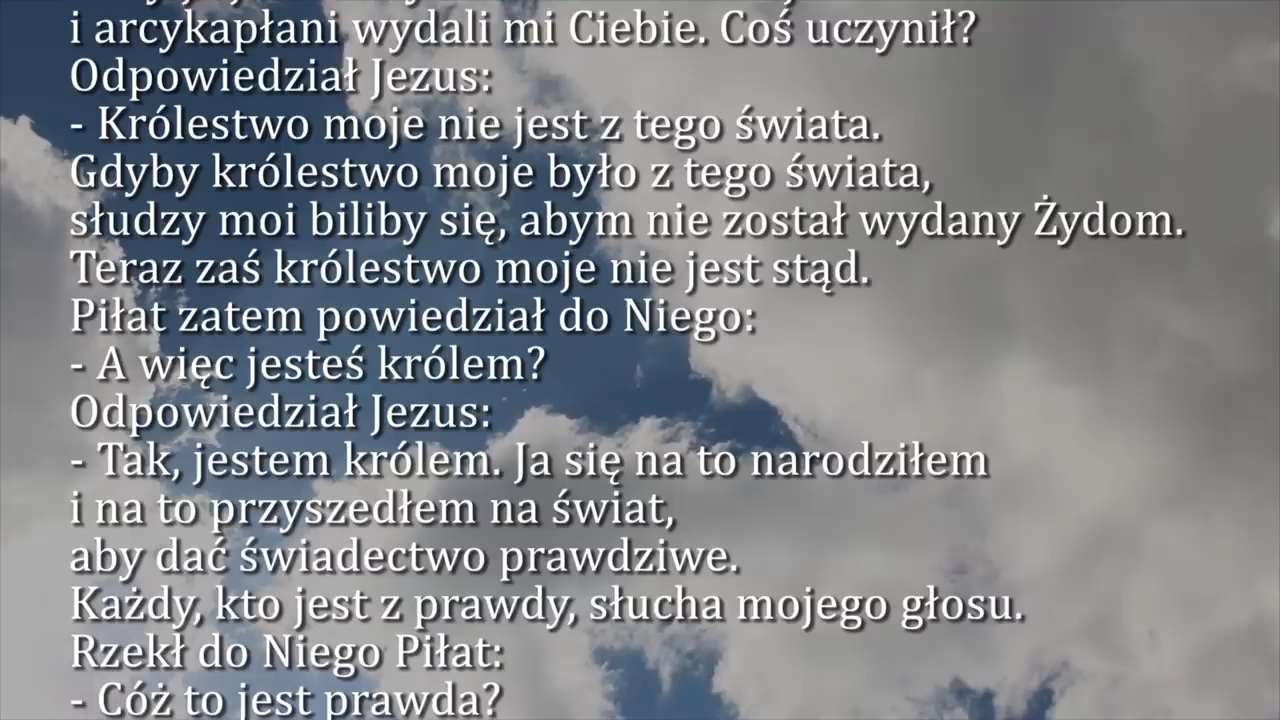 i arcykapłani wydali mi Ciebie. Coś uczynił?
Odpowiedział Jezus:
- Królestwo moje nie jest z tego świata.
Gdyby królestwo moje było z tego świata,
słudzy moi biliby się, abym nie został wydany Żydom.
Teraz zaś królestwo moje nie jest stąd.
Piłat zatem powiedział do Niego:
- A więc jesteś królem?
Odpowiedział Jezus:
- Tak, jestem królem. Ja się na to narodziłem
i na to przyszedłem na świat,
aby dać świadectwo prawdziwe.
Każdy, kto jest z prawdy, słucha mojego głosu.
Rzekł do Niego Piłat:
- Cóż to jest prawda?